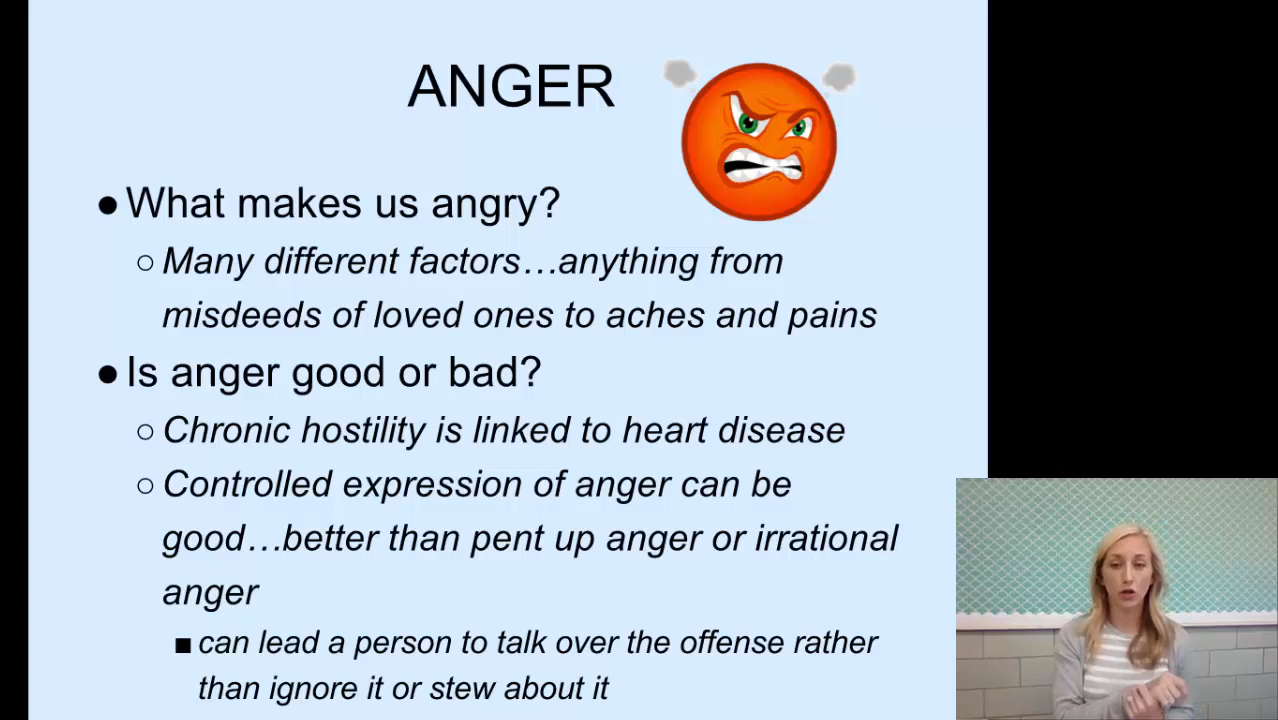 ANGER
● What makes us angry?
○ Many different factors…anything from
misdeeds of loved ones to aches and pains
● Is anger good or bad?
○ Chronic hostility is linked to heart disease
○ Controlled expression of anger can be
good…better than pent up anger or irrational
anger
■ can lead a person to talk over the offense rather
than ignore it or stew about it